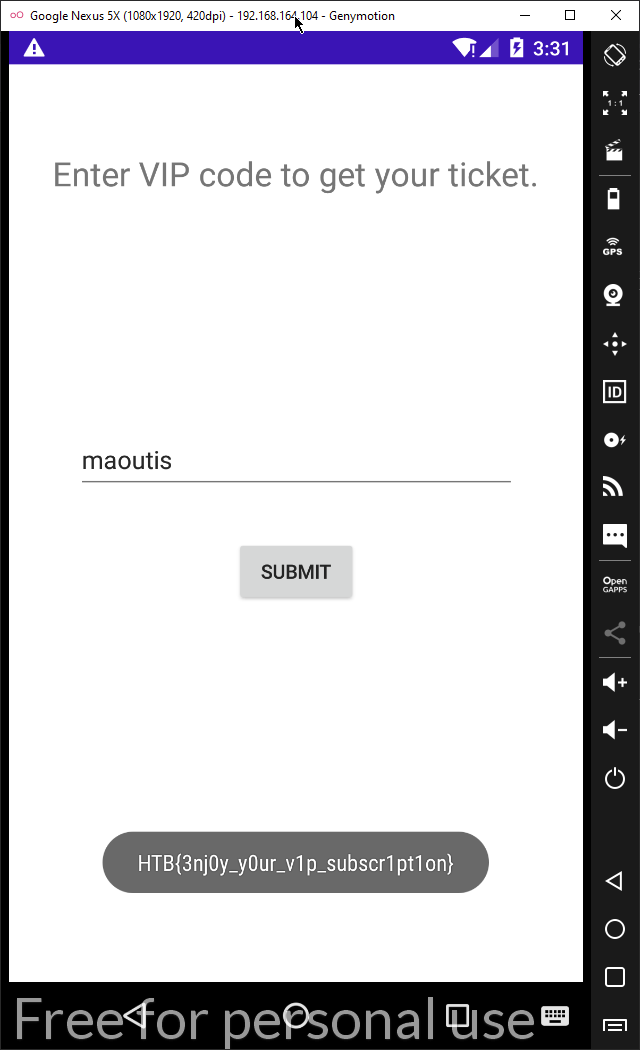 Google Nexus 5X (1080x1920, 420dpi) - 192.168.164.104 - Genymotion
3:31
Enter VIP code to get your ticket.
1:1
GPS
maoutis
ID
SUBMIT
Open
GAPPS
HTB{3nj0y_y0ur_v1p_subscr1pt1on}
Free for personal use